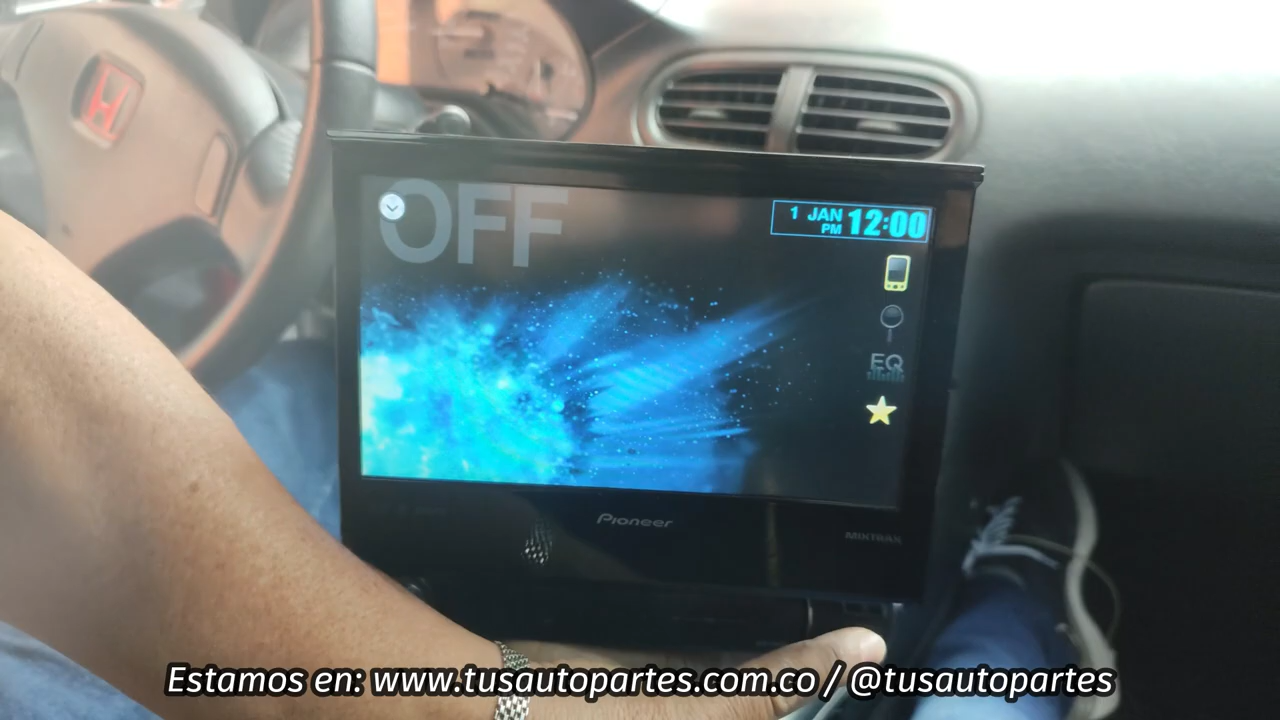 OFF
1 JAN
PM 12:00
EQ
Pioneer
MIXTRAX
Estamos en: www.tusautopartes.com.co / @tusautopartes